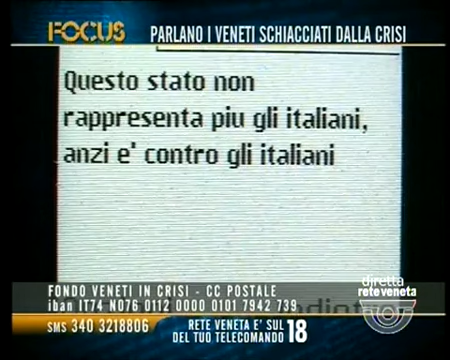 FOCUS
PARLANO I VENETI SCHIACCIATI DALLA CRISI
Questo stato non
rappresenta piu gli italiani,
anzi e' contro gli italiani
FONDO VENETI IN CRISI - CC POSTALE
iban IT74 N076 0112 0000 0101 7942 739
diretta
reteveneta
SMS 340 3218806
RETE VENETA E' SUL
DEL TUO TELECOMANDO 18